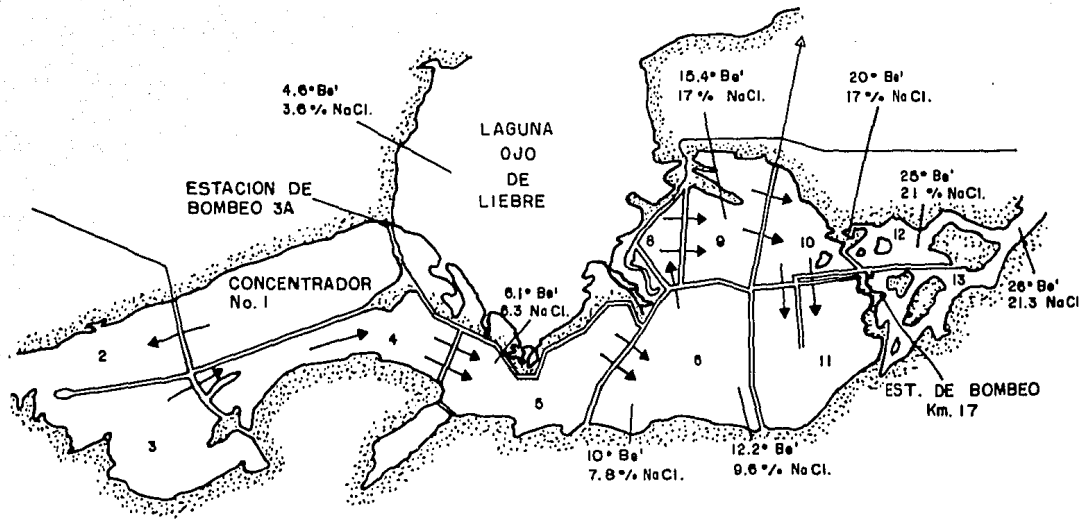 4.6° Be'
3.6 % NaCl.
LAGUNA
OJO
DE
LIEBRE
15.4° Be'
17 % NaCl.
20° Be'
17 % NaCl.
ESTACION DE
BOMBEO 3A
25° Be'
21 % NaCl.
12
8
9
10
CONCENTRADOR
No. 1
6.1° Be'
5.3 NaCl.
13
26° Be'
21.3 NaCl
2
4
6
11
5
EST. DE BOMBEO
Km. 17
3
10° Be'
7.8 % NaCl.
12.2° Be'
9.6 % NaCl.